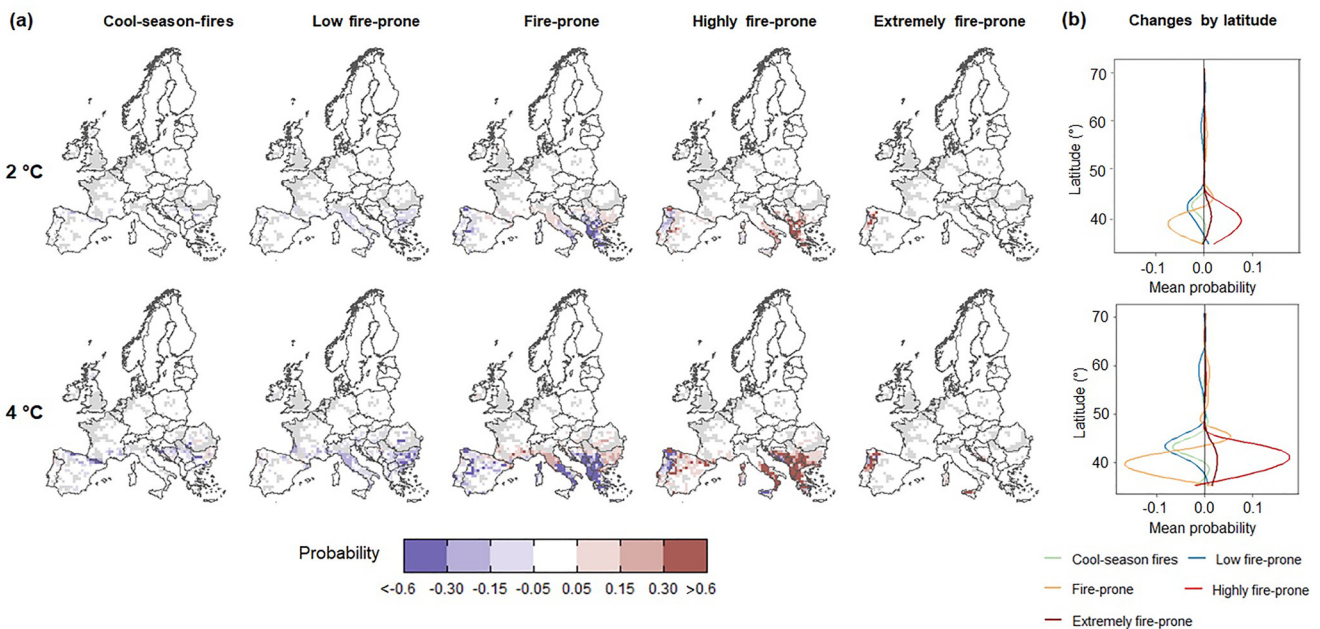 (a) Cool-season-fires Low fire-prone Fire-prone Highly fire-prone Extremely fire-prone (b) Changes by latitude
2 °C
70
60
50
40
Latitude (°)
-0.1 0.0 0.1
Mean probability
4 °C
70
60
50
40
Latitude (°)
-0.1 0.0 0.1
Mean probability
Probability
<-0.6 -0.30 -0.15 -0.05 0.05 0.15 0.30 >0.6
Cool-season fires Low fire-prone
Fire-prone Highly fire-prone
Extremely fire-prone